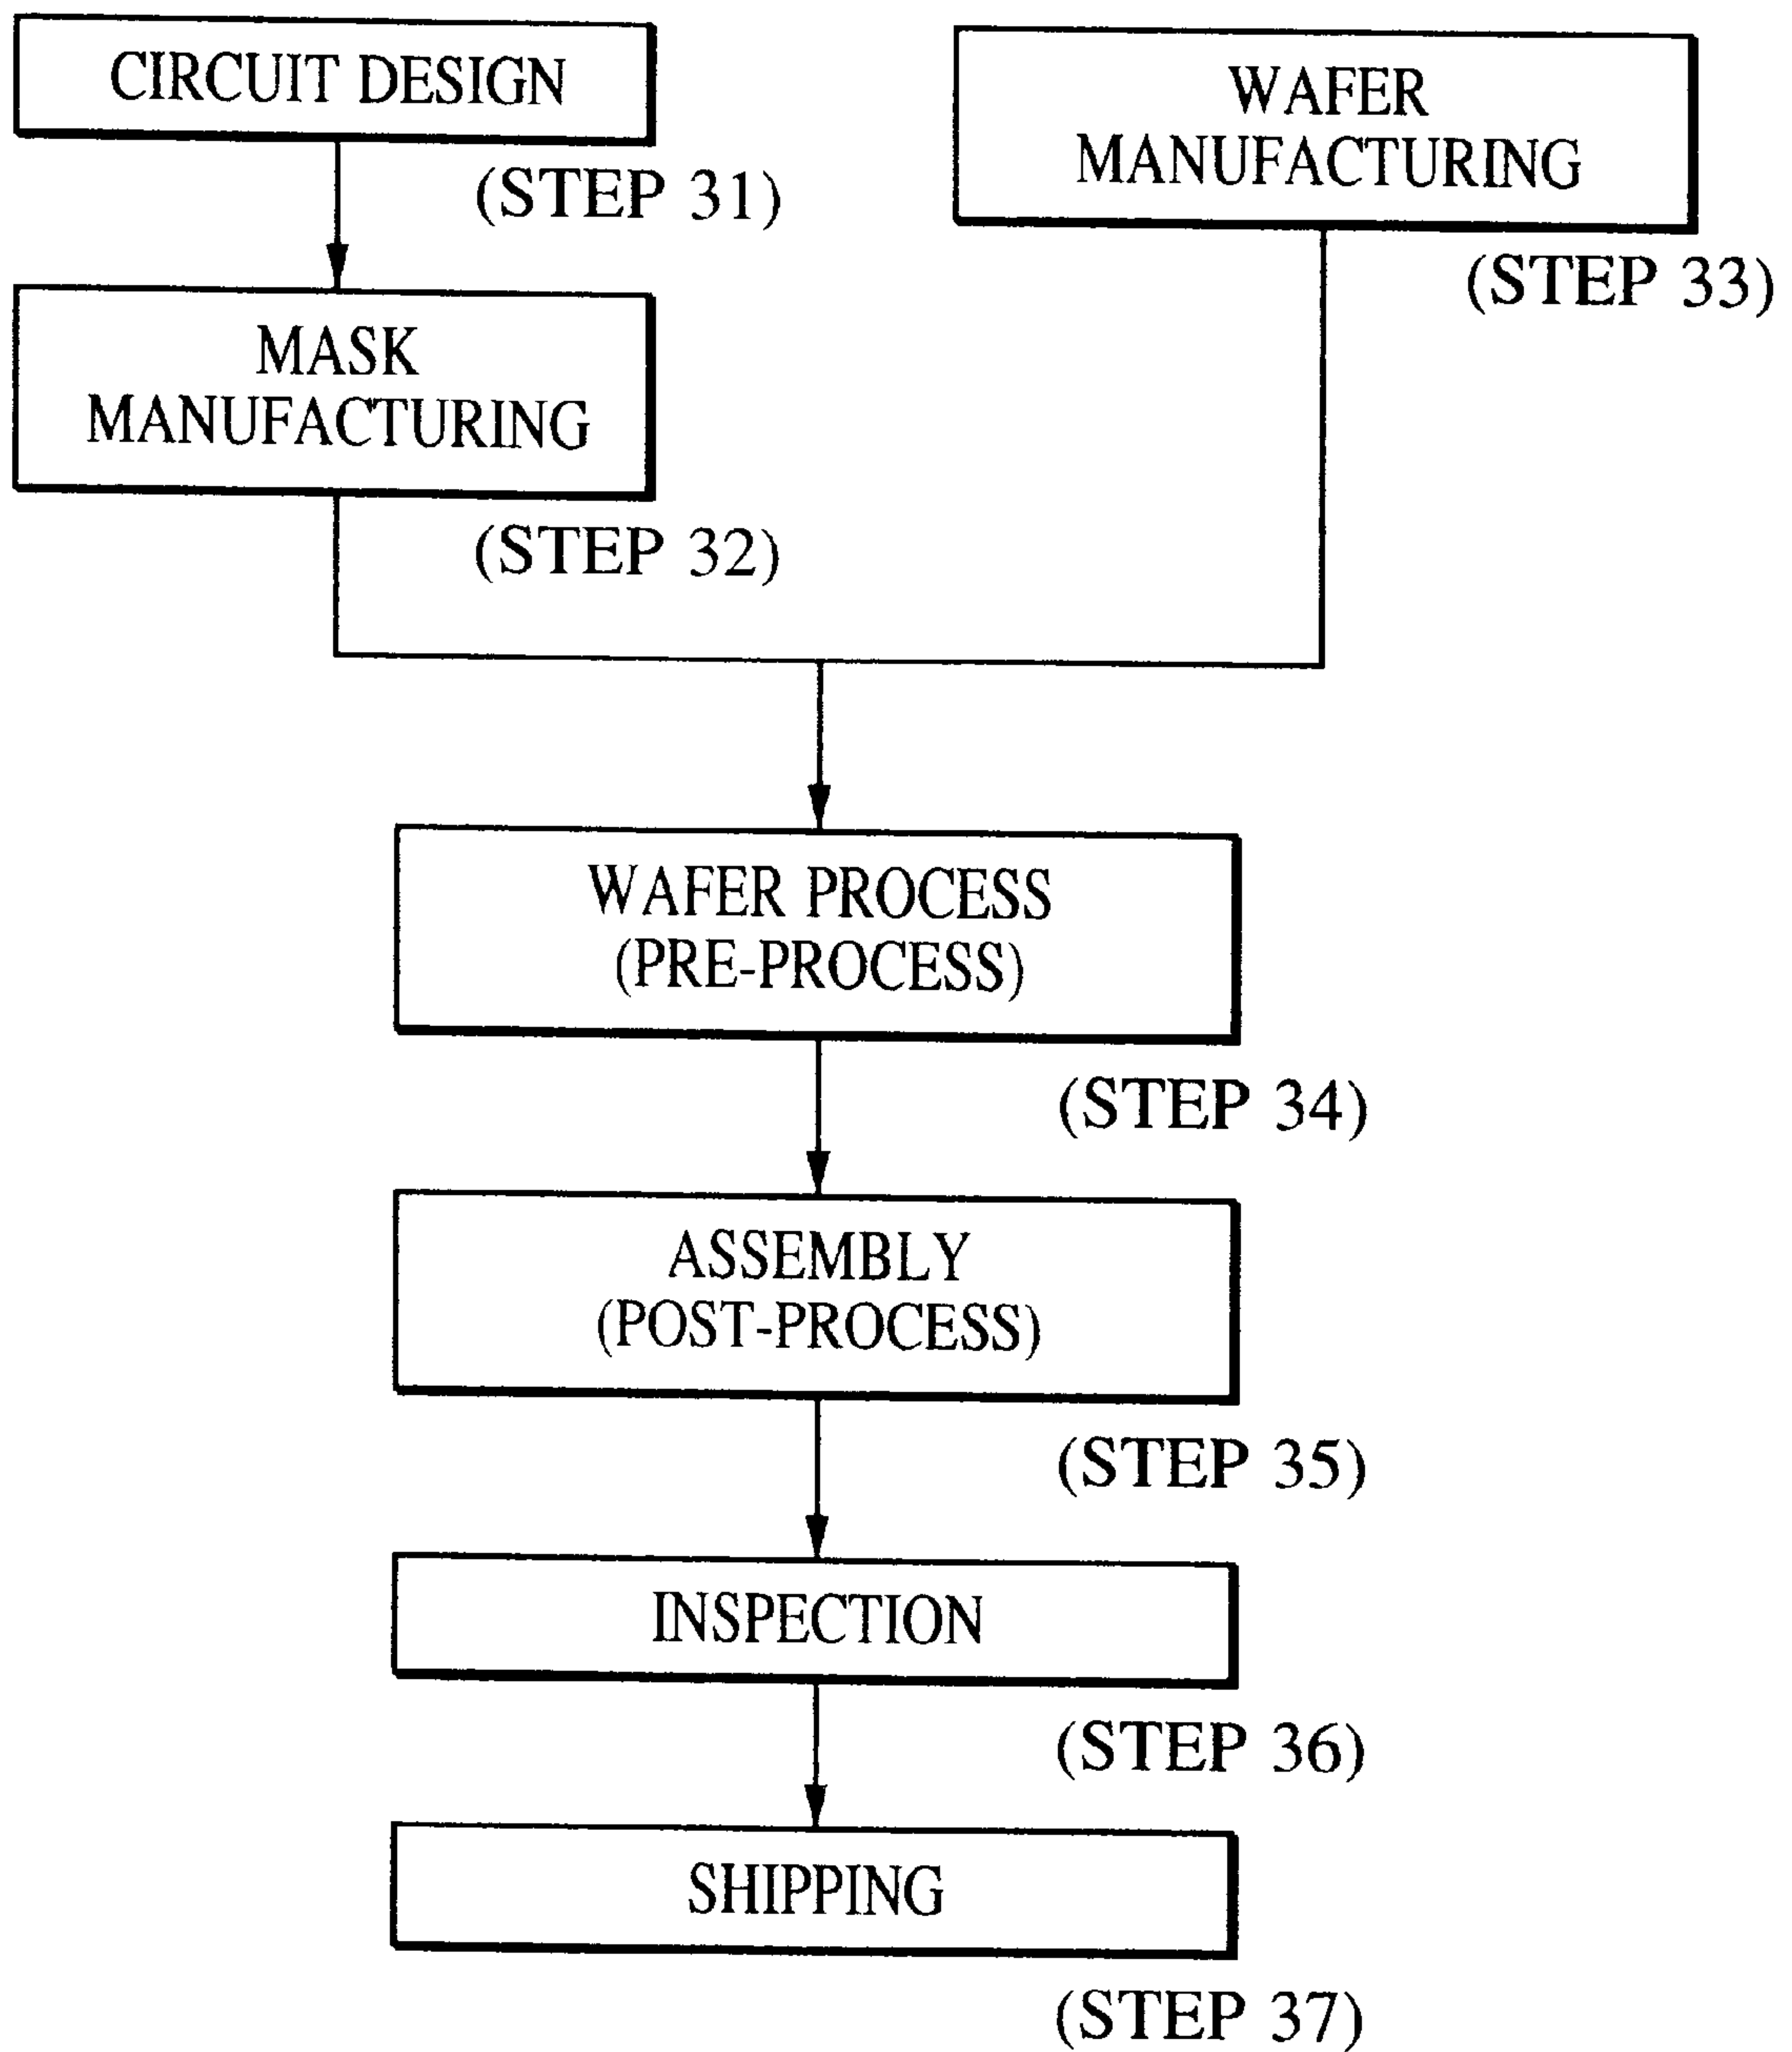 CIRCUIT DESIGN
(STEP 31)
MASK
MANUFACTURING
(STEP 32)
WAFER
MANUFACTURING
(STEP 33)
WAFER PROCESS
(PRE-PROCESS)
(STEP 34)
ASSEMBLY
(POST-PROCESS)
(STEP 35)
INSPECTION
(STEP 36)
SHIPPING
(STEP 37)